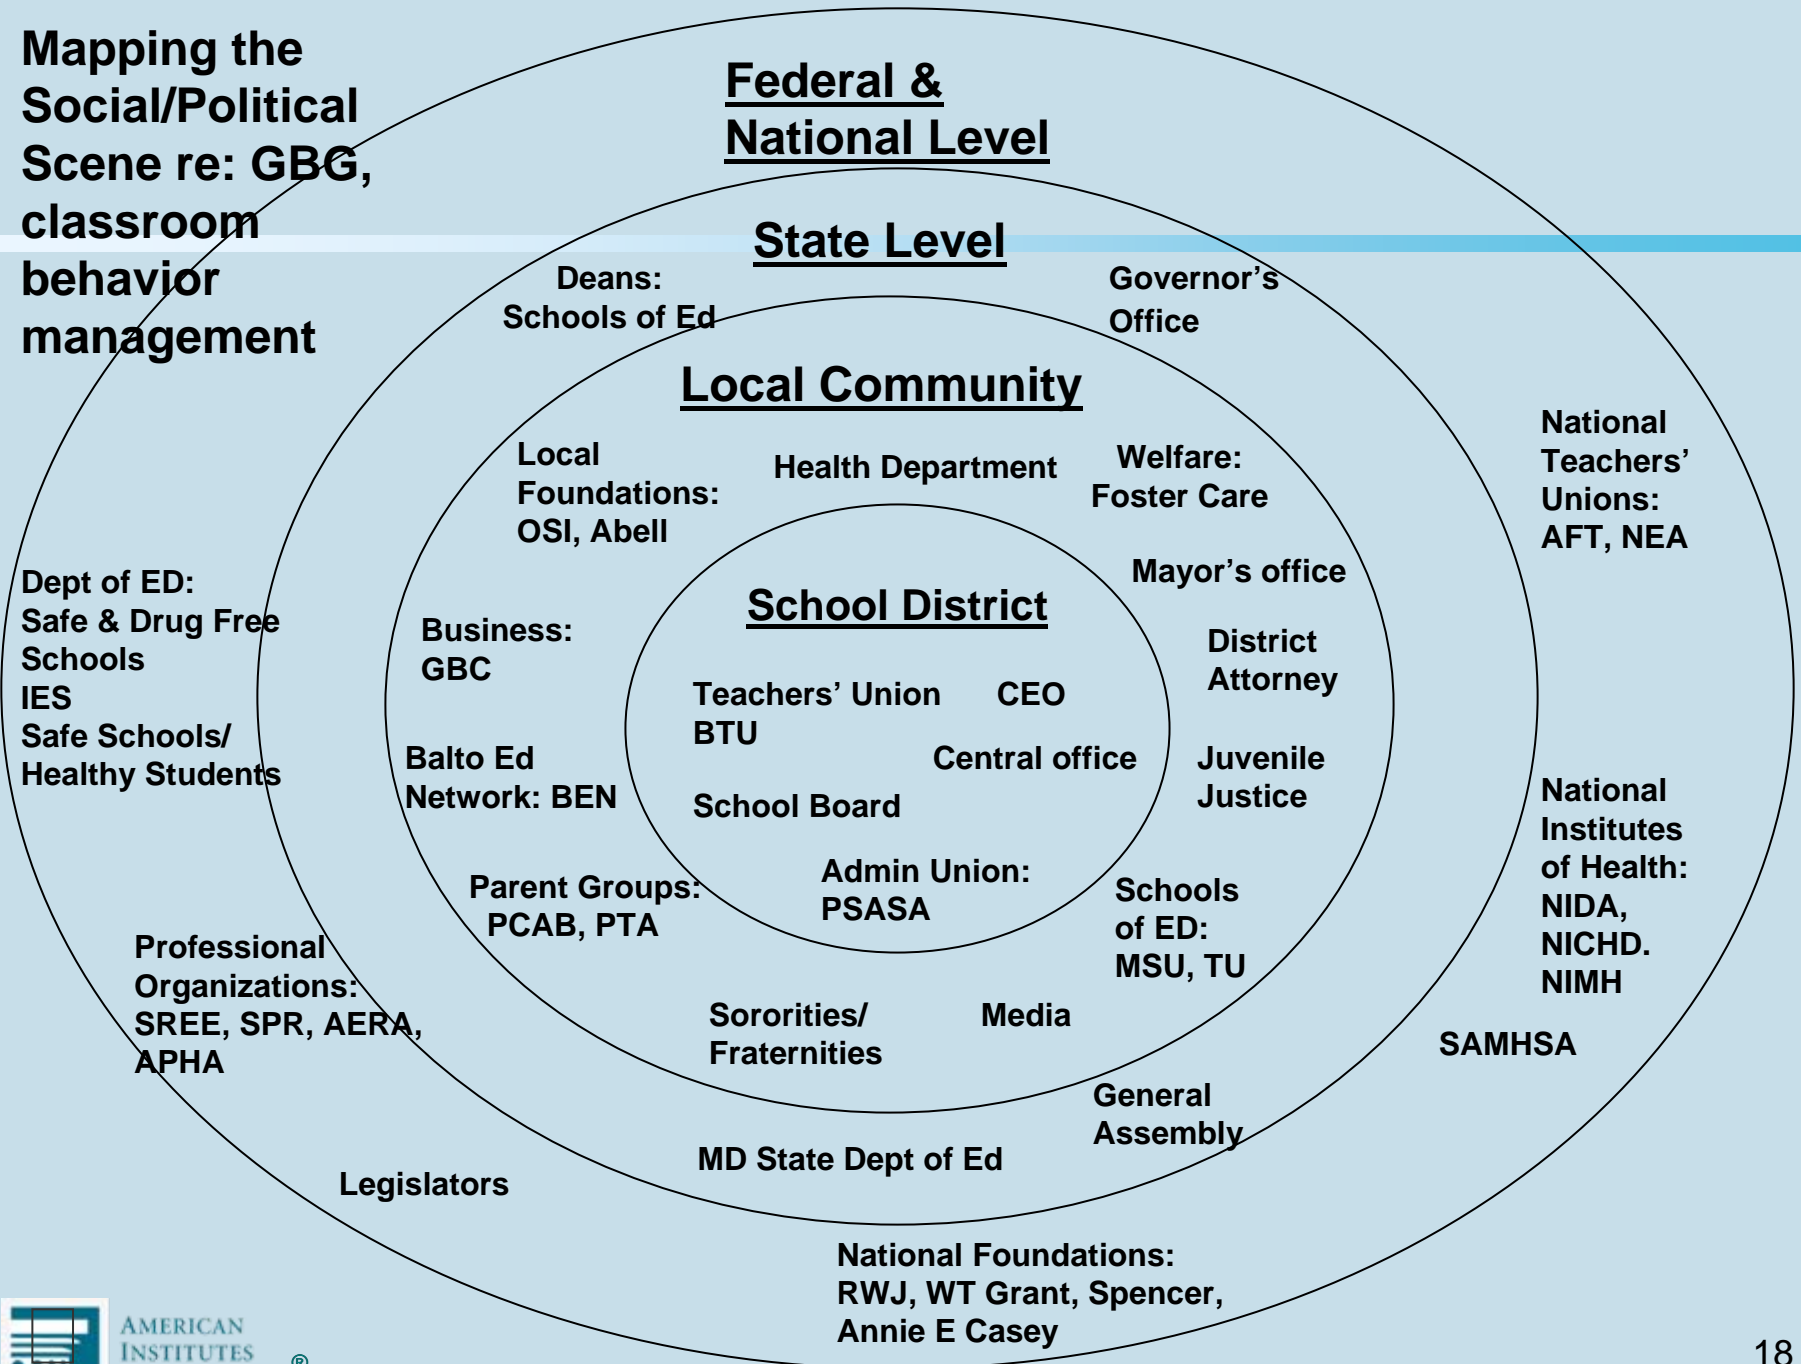 Mapping the
Social/Political
Scene re: GBG,
classroom
behavior
management
Federal &
National Level
State Level
Deans:
Schools of Ed
Governor’s
Office
Local Community
Local
Foundations:
OSI, Abell
Health Department
Welfare:
Foster Care
National
Teachers’
Unions:
AFT, NEA
Mayor’s office
Dept of ED:
Safe & Drug Free
Schools
IES
Safe Schools/
Healthy Students
School District
Business:
GBC
District
Attorney
Teachers’ Union
BTU
CEO
Central office
Balto Ed
Network: BEN
Juvenile
Justice
School Board
National
Institutes
of Health:
NIDA,
NICHD.
NIMH
Admin Union:
PSASA
Parent Groups:
PCAB, PTA
Schools
of ED:
MSU, TU
Professional
Organizations:
SREE, SPR, AERA,
APHA
Sororities/
Fraternities
Media
SAMHSA
General
Assembly
MD State Dept of Ed
Legislators
National Foundations:
RWJ, WT Grant, Spencer,
Annie E Casey
AMERICAN
INSTITUTES
®
18